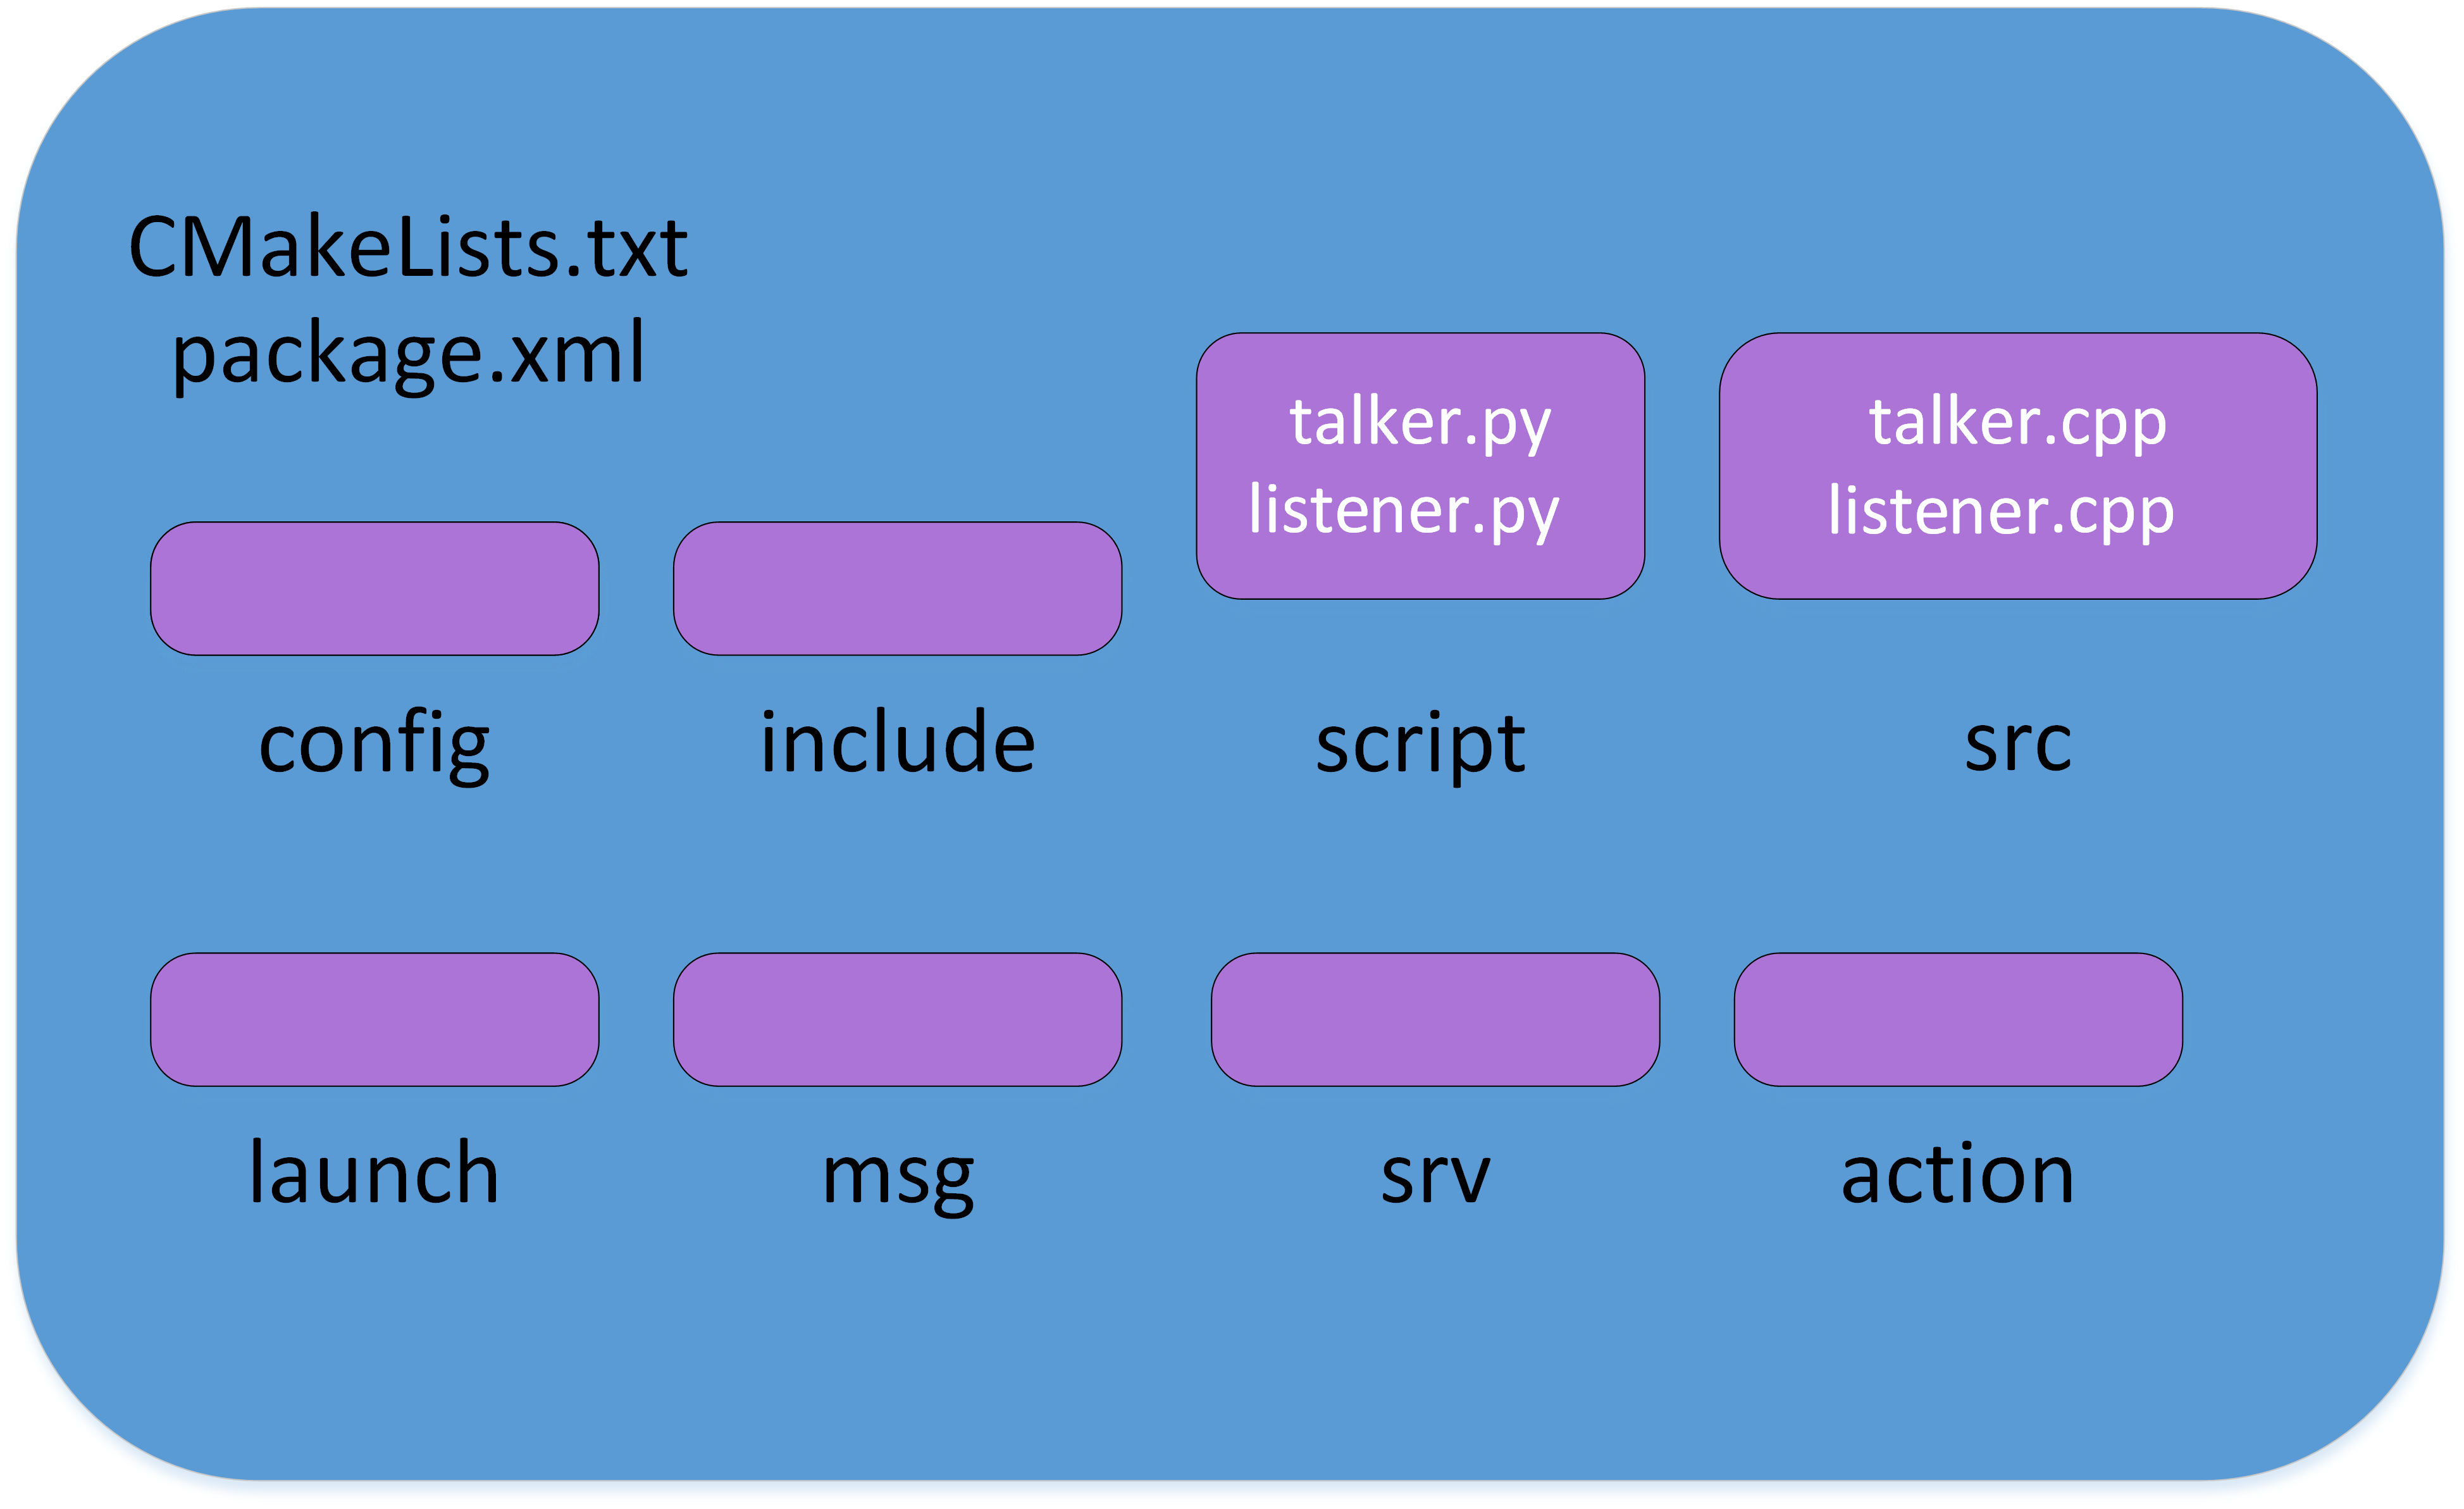 CMakeLists.txt
package.xml
talker.py
listener.py
talker.cpp
listener.cpp
config
include
script
src
launch
msg
srv
action